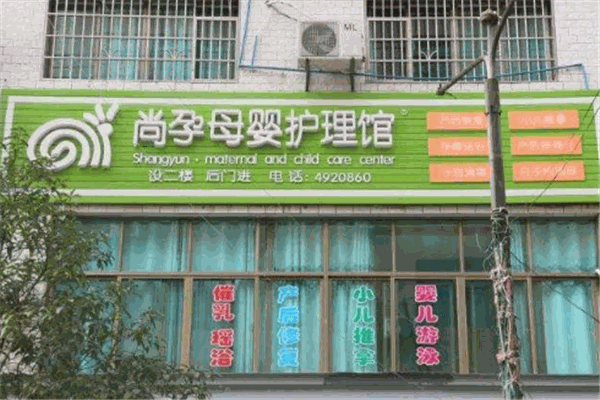 尚孕母婴护理馆
Shangyun · maternal and child care center
设二楼 后门进 电话:4920860
催乳瑶浴
产后修复
小儿推拿
婴儿游泳